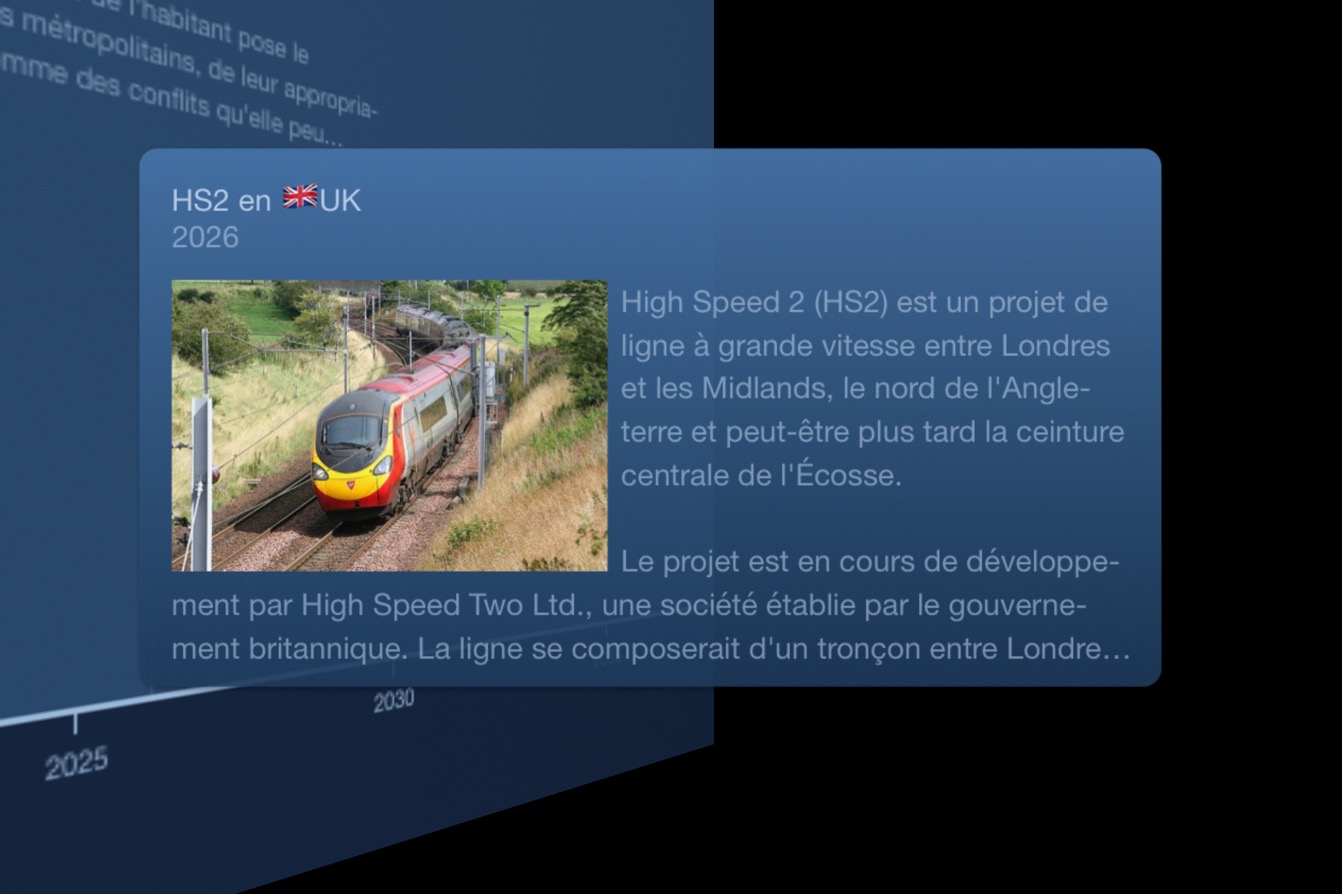 de l'habitant pose le
s métropolitains, de leur appropria-
mme des conflits qu'elle peu...
HS2 en 🇬🇧UK
2026
High Speed 2 (HS2) est un projet de
ligne à grande vitesse entre Londres
et les Midlands, le nord de l'Angle-
terre et peut-être plus tard la ceinture
centrale de l'Écosse.
Le projet est en cours de développe-
ment par High Speed Two Ltd., une société établie par le gouverne-
ment britannique. La ligne se composerait d'un tronçon entre Londre...
2030
2025